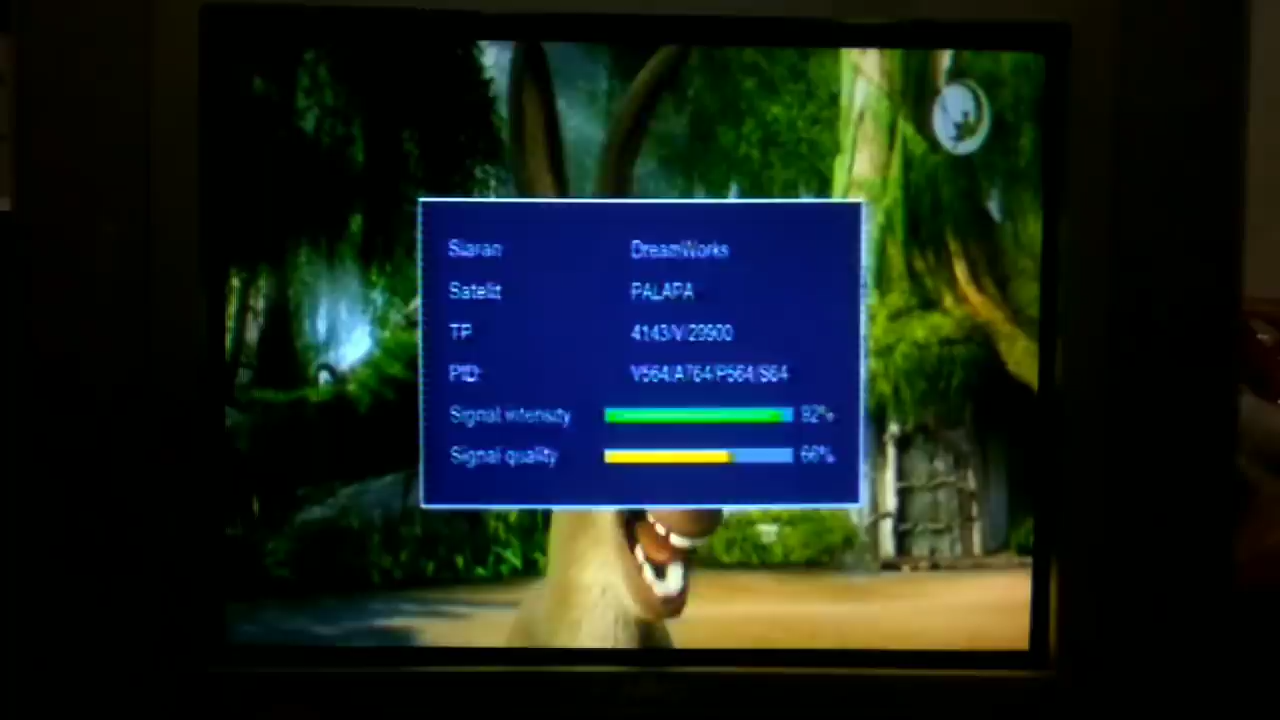 Siaran DreamWorks
Satelit PALAPA
TP 4143/V/29900
PID: V564/A764/P564/S64
Signal intensity 92%
Signal quality 66%